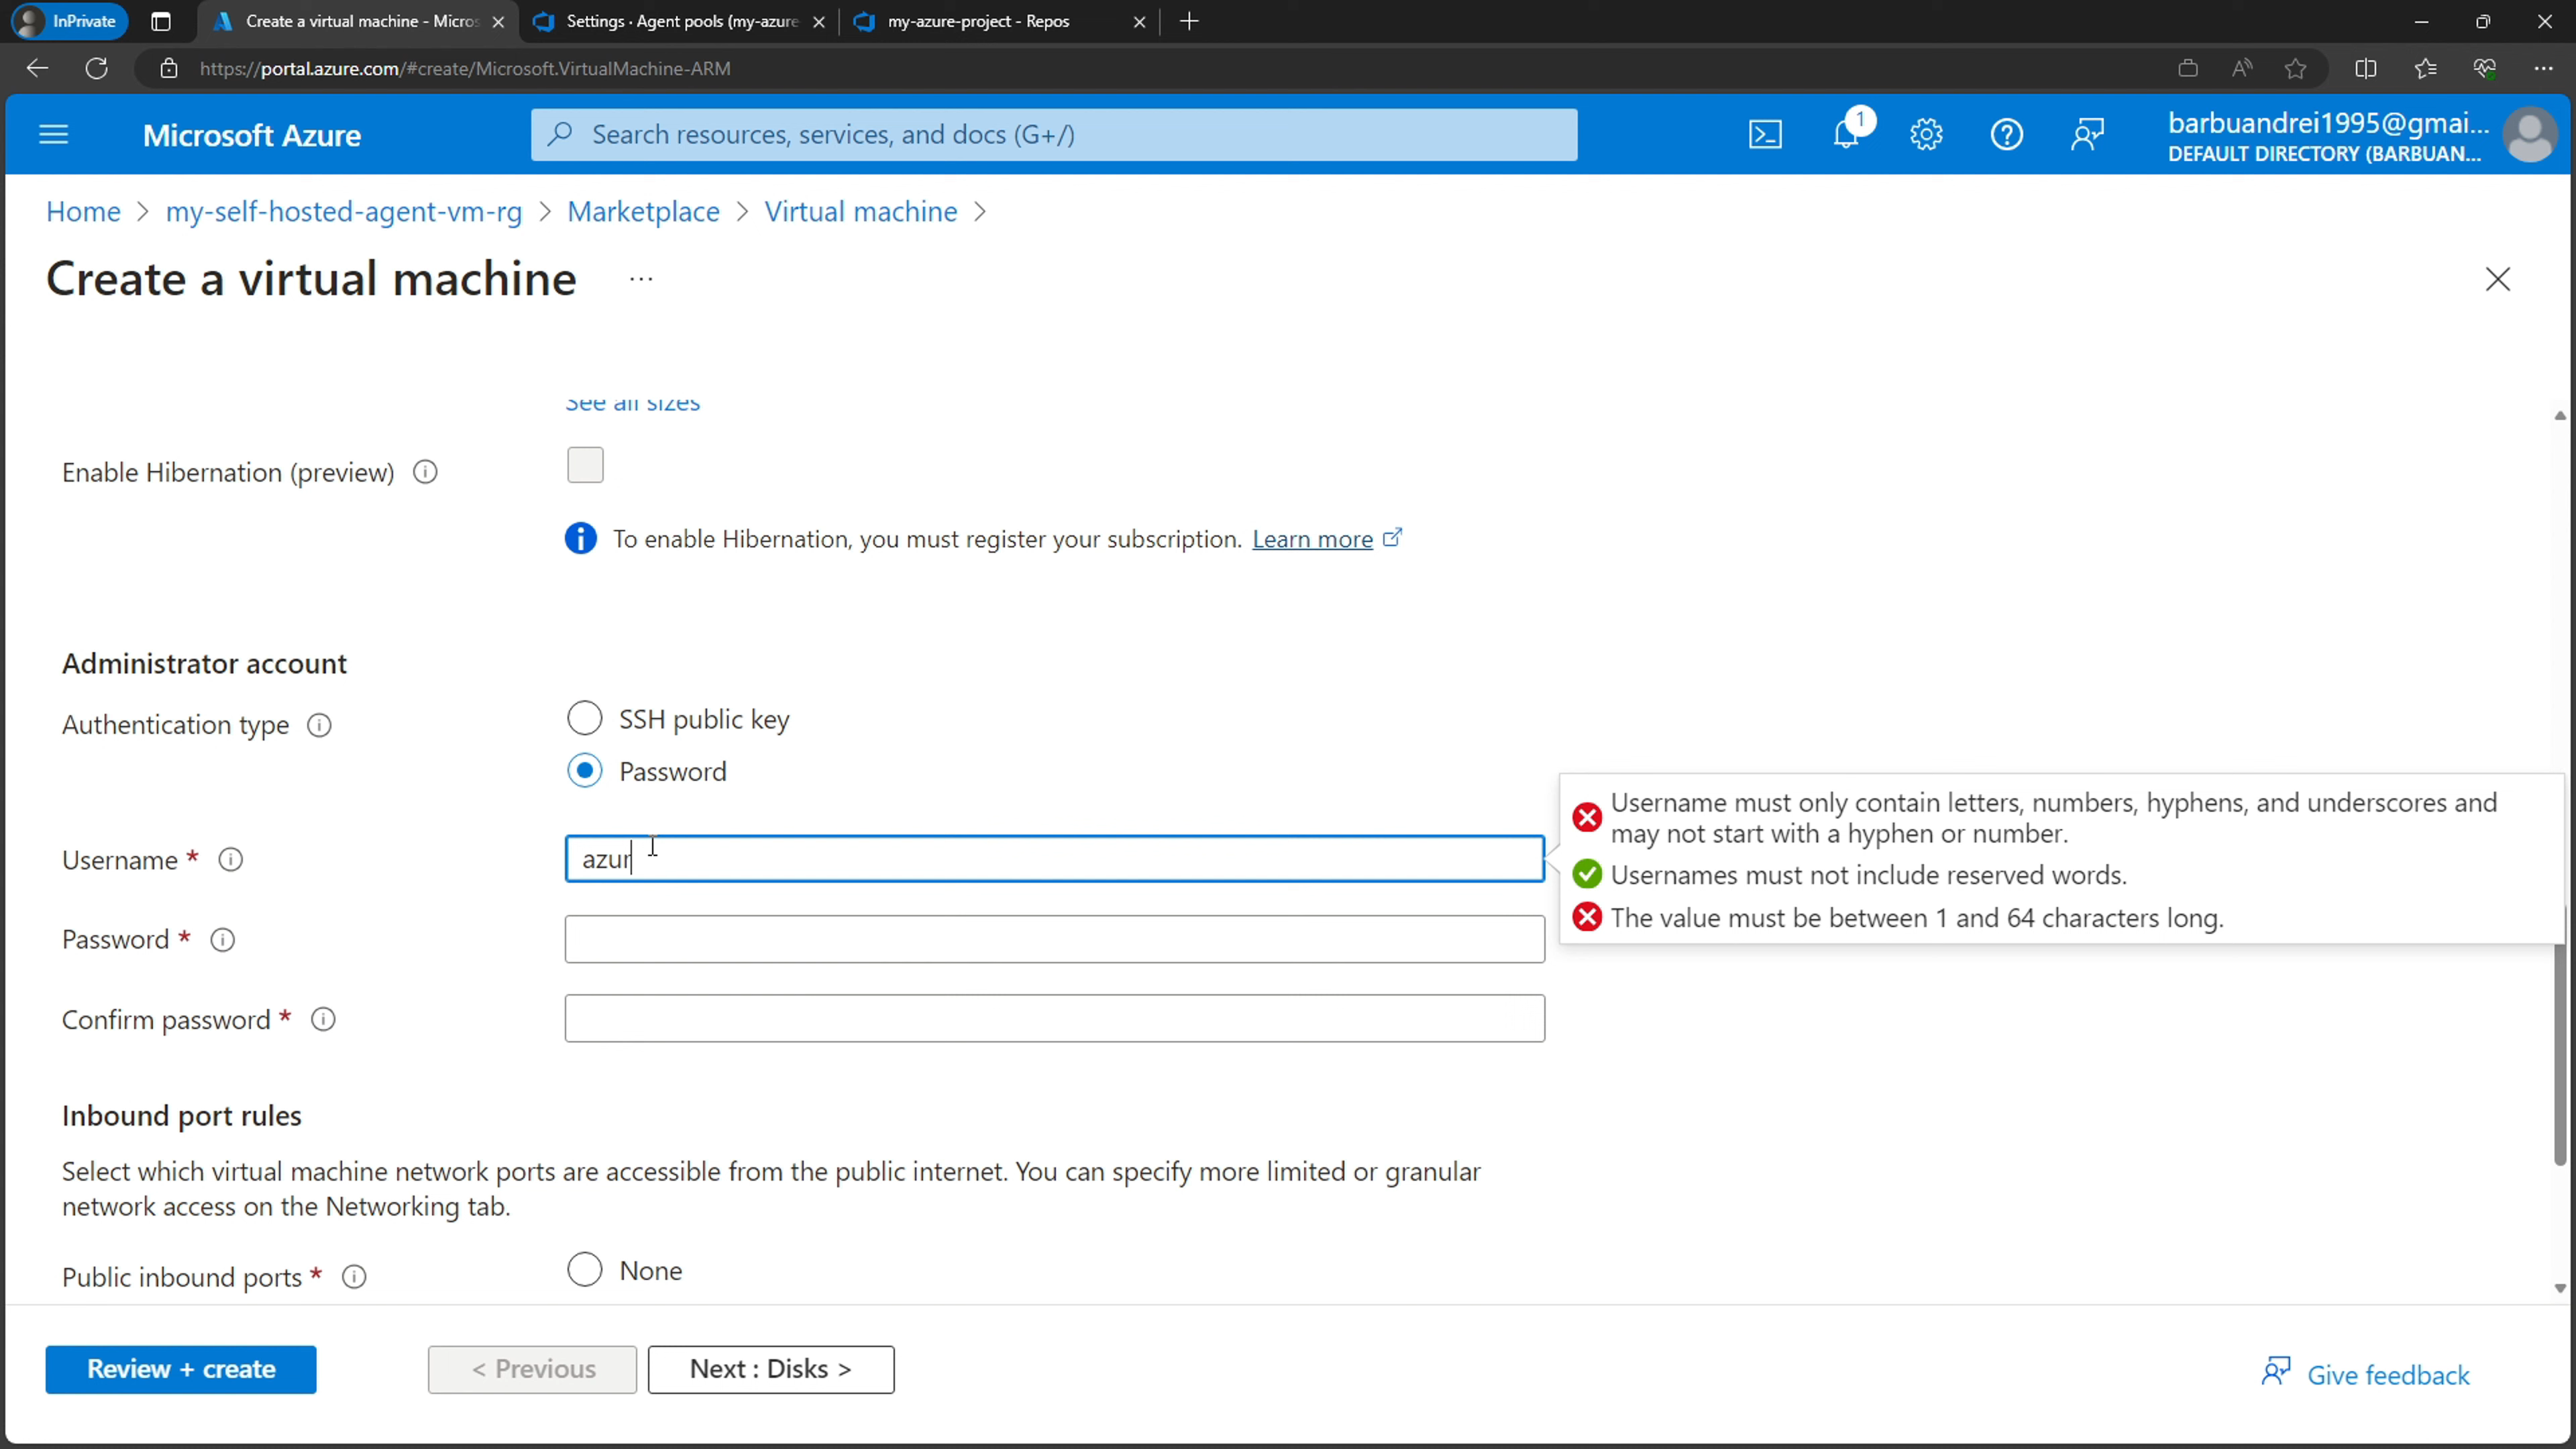 InPrivate
Create a virtual machine - Micros
Settings · Agent pools (my-azure-
my-azure-project - Repos
https://portal.azure.com/#create/Microsoft.VirtualMachine-ARM
Microsoft Azure
Search resources, services, and docs (G+/)
1
barbuandrei1995@gmai...
DEFAULT DIRECTORY (BARBUAN...
Home > my-self-hosted-agent-vm-rg > Marketplace > Virtual machine >
Create a virtual machine ...
See all sizes
Enable Hibernation (preview)
To enable Hibernation, you must register your subscription. Learn more
Administrator account
Authentication type
SSH public key
Password
Username must only contain letters, numbers, hyphens, and underscores and
may not start with a hyphen or number.
Username *
azur
Usernames must not include reserved words.
The value must be between 1 and 64 characters long.
Password *
Confirm password *
Inbound port rules
Select which virtual machine network ports are accessible from the public internet. You can specify more limited or granular
network access on the Networking tab.
Public inbound ports *
None
Review + create
< Previous
Next : Disks >
Give feedback